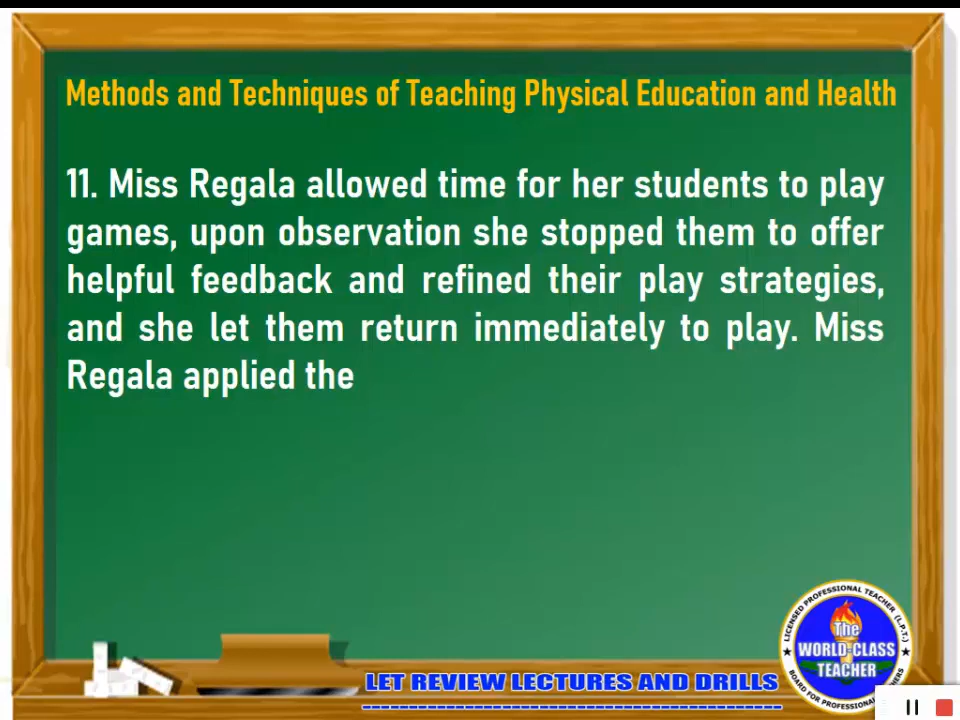 Methods and Techniques of Teaching Physical Education and Health
11. Miss Regala allowed time for her students to play
games, upon observation she stopped them to offer
helpful feedback and refined their play strategies,
and she let them return immediately to play. Miss
Regala applied the
LICENSED PROFESSIONAL TEACHER (L.P.T.)
The
WORLD-CLASS
TEACHER
BOARD FOR PROFESSIONAL
LET REVIEW LECTURES AND DRILLS